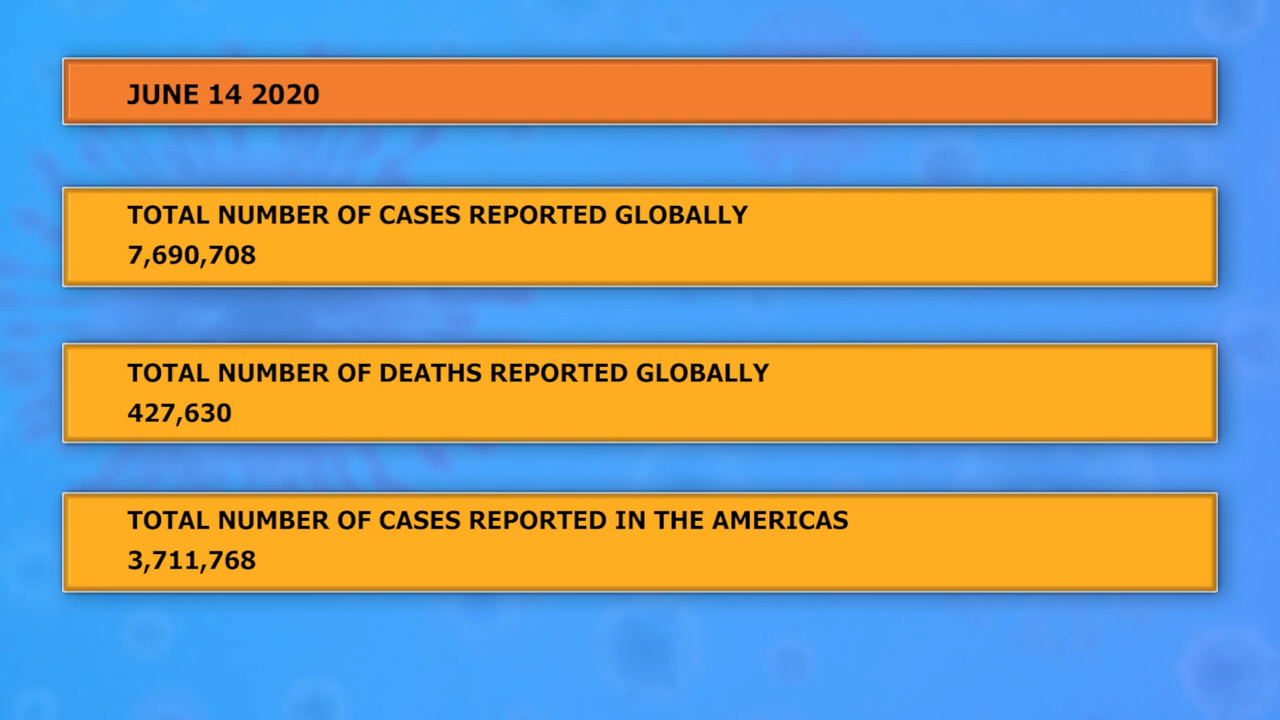 JUNE 14 2020
TOTAL NUMBER OF CASES REPORTED GLOBALLY
7,690,708
TOTAL NUMBER OF DEATHS REPORTED GLOBALLY
427,630
TOTAL NUMBER OF CASES REPORTED IN THE AMERICAS
3,711,768